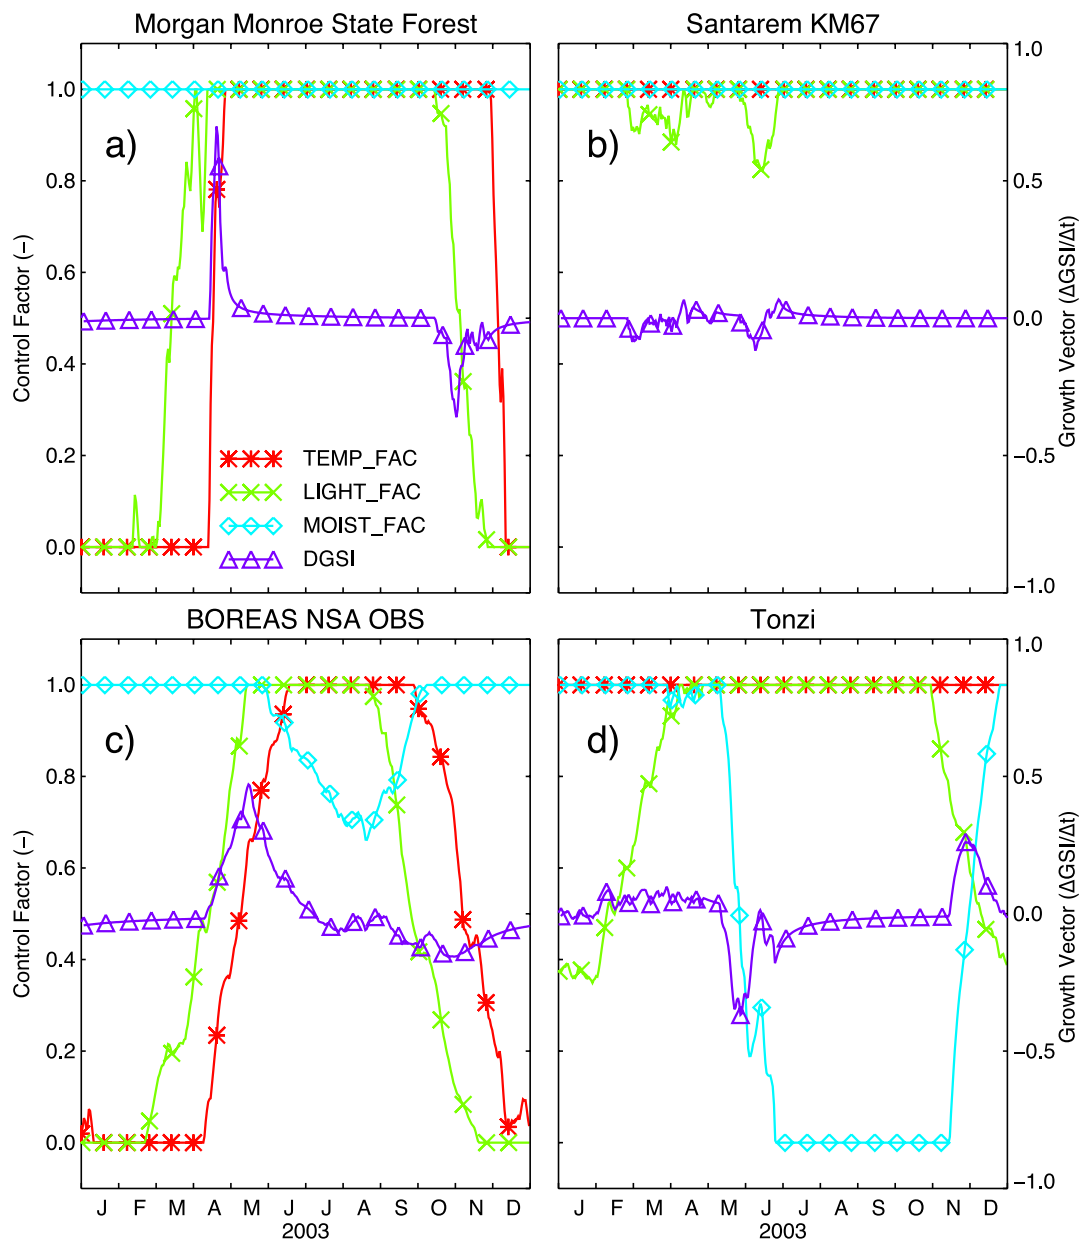 Morgan Monroe State Forest
Santarem KM67
1.0
0.8
0.6
0.4
0.2
0.0
Control Factor (−)
a)
TEMP_FAC
LIGHT_FAC
MOIST_FAC
DGSI
b)
1.0
0.5
0.0
−0.5
−1.0
Growth Vector (ΔGSI/Δt)
BOREAS NSA OBS
Tonzi
1.0
0.8
0.6
0.4
0.2
0.0
Control Factor (−)
c)
J F M A M J J A S O N D
2003
d)
1.0
0.5
0.0
−0.5
−1.0
Growth Vector (ΔGSI/Δt)
J F M A M J J A S O N D
2003